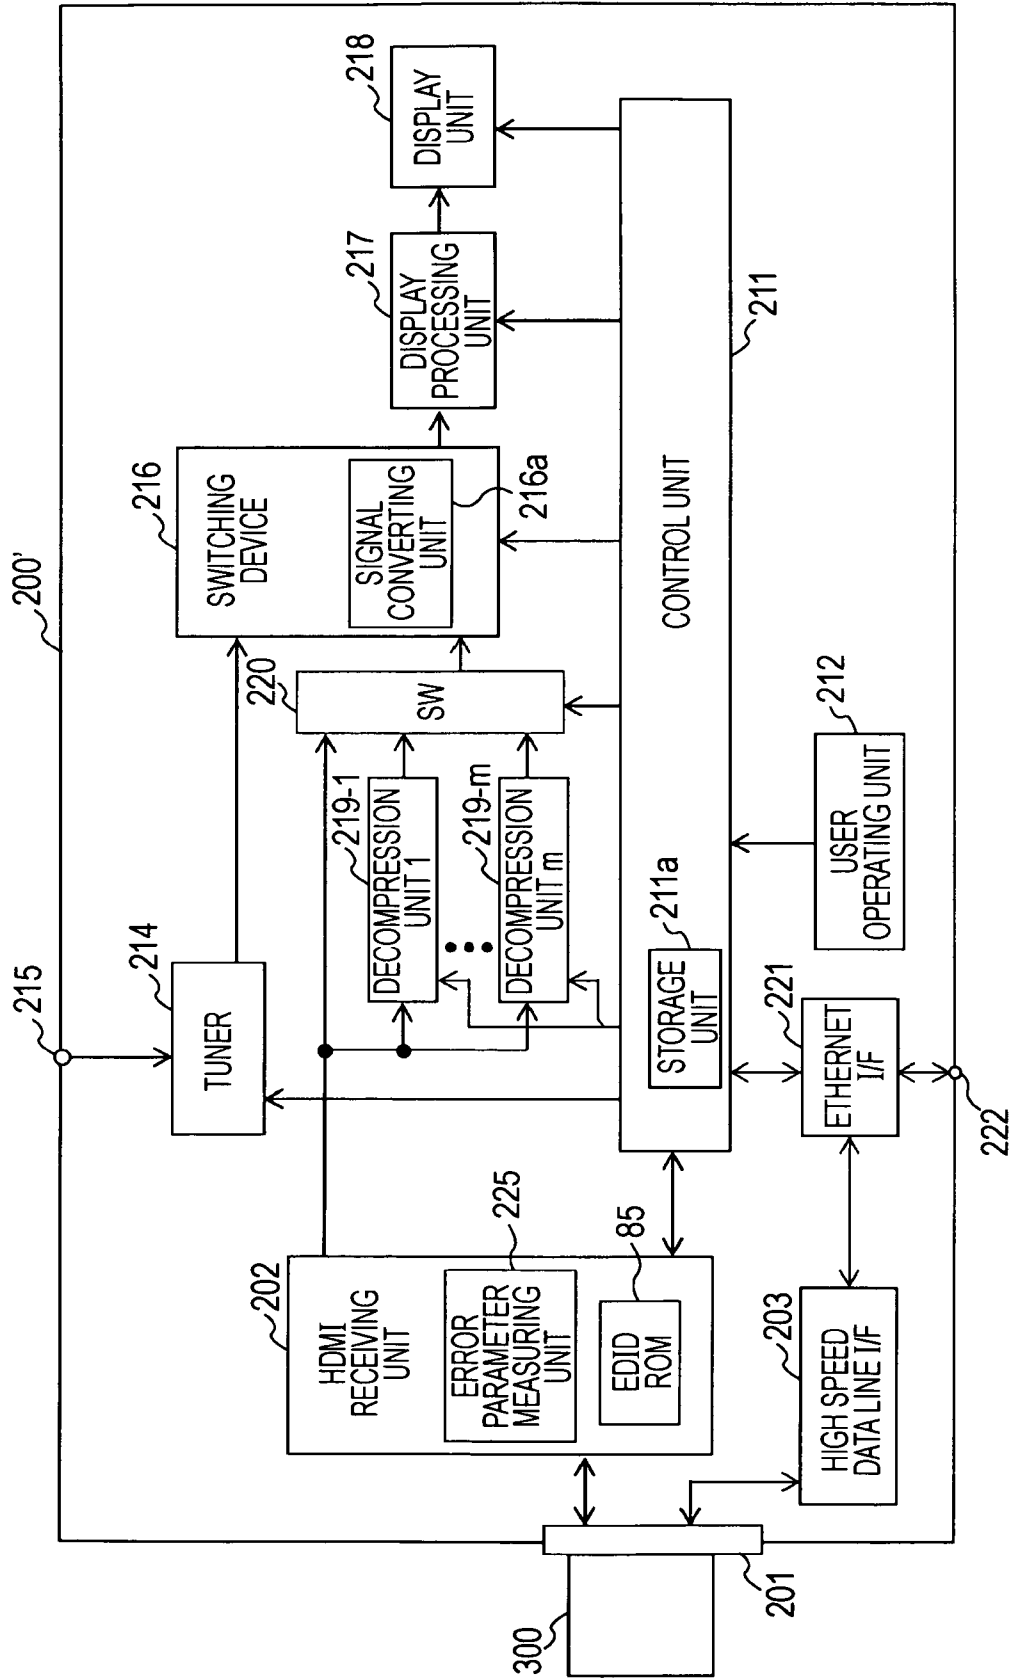 200'
215
214
TUNER
216
SWITCHING
DEVICE
SIGNAL
CONVERTING
UNIT
216a
217
DISPLAY
PROCESSING
UNIT
218
DISPLAY
UNIT
220
SW
219-1
DECOMPRESSION
UNIT 1
219-m
DECOMPRESSION
UNIT m
202
HDMI
RECEIVING
UNIT
225
ERROR
PARAMETER
MEASURING
UNIT
85
EDID
ROM
211a
STORAGE
UNIT
CONTROL UNIT
211
300
201
203
HIGH SPEED
DATA LINE I/F
221
ETHERNET
I/F
222
212
USER
OPERATING UNIT